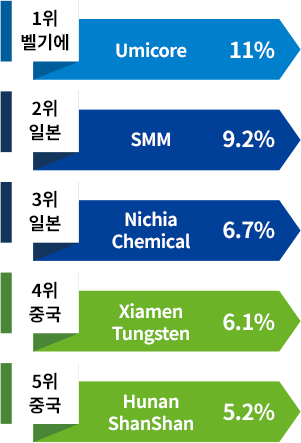 1위
벨기에
Umicore
11%
2위
일본
SMM
9.2%
3위
일본
Nichia
Chemical
6.7%
4위
중국
Xiamen
Tungsten
6.1%
5위
중국
Hunan
ShanShan
5.2%